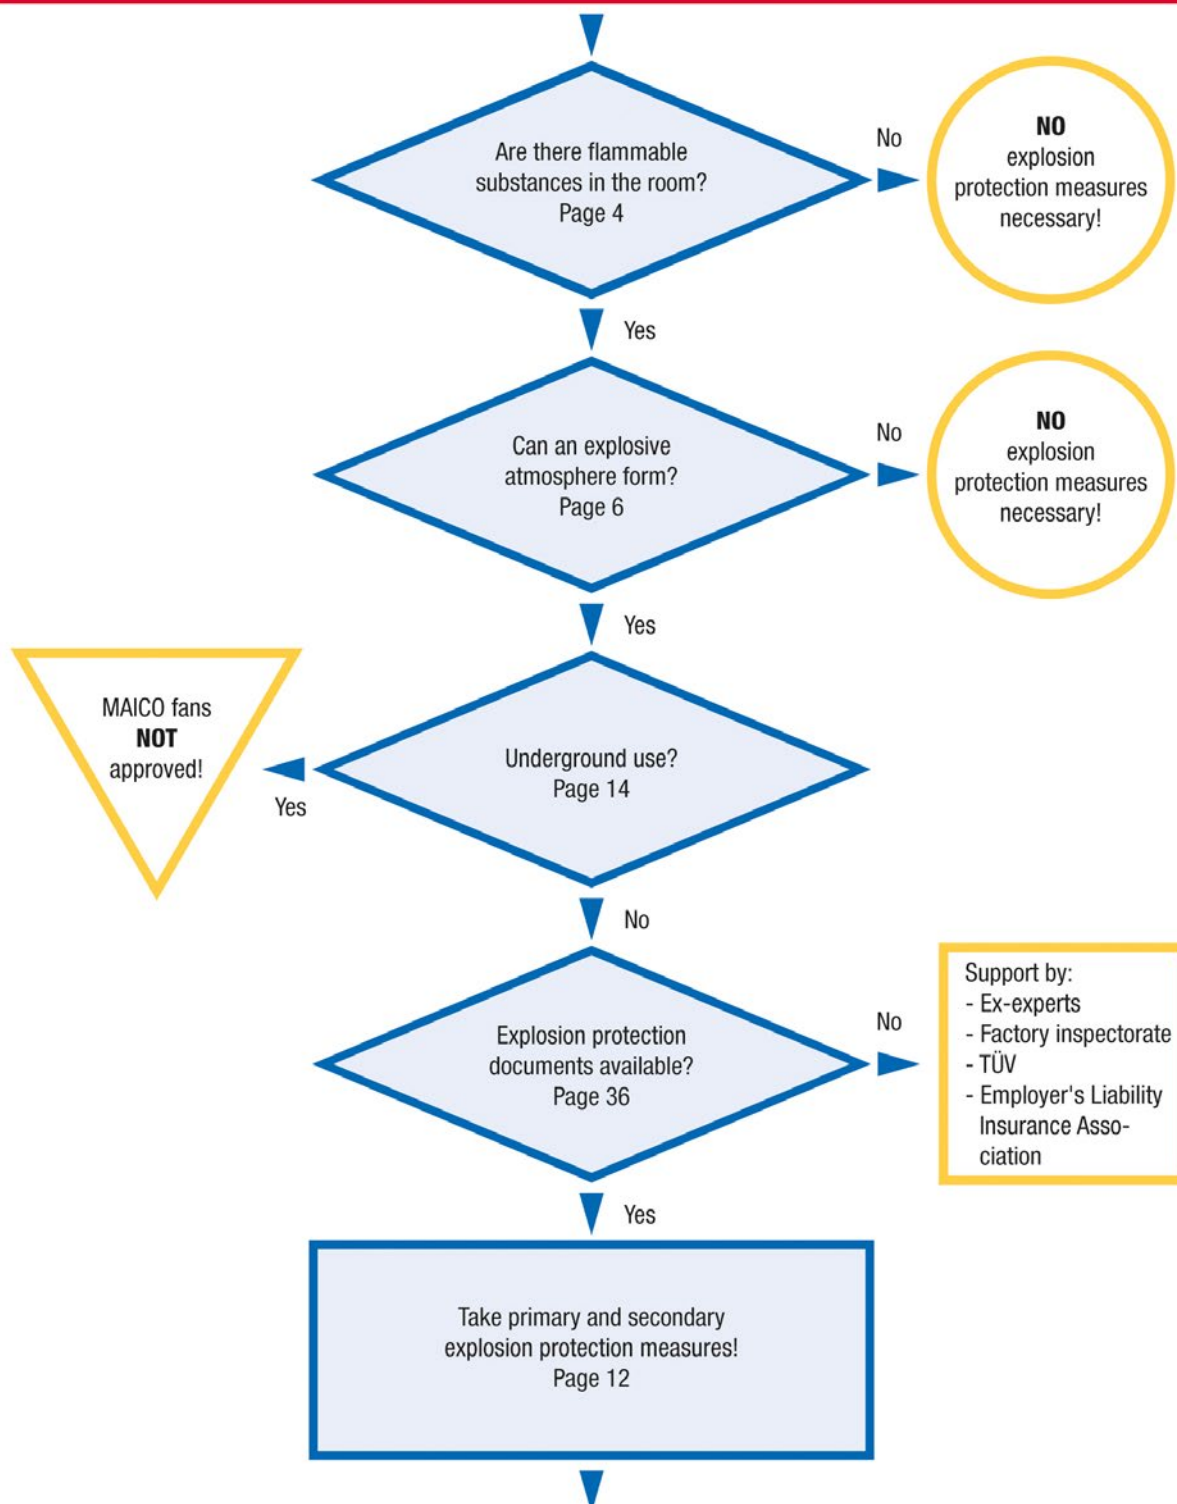 Are there flammable
substances in the room?
Page 4
No
NO
explosion
protection measures
necessary!
Yes
Can an explosive
atmosphere form?
Page 6
No
NO
explosion
protection measures
necessary!
Yes
MAICO fans
NOT
approved!
Yes
Underground use?
Page 14
No
Explosion protection
documents available?
Page 36
No
Support by:
- Ex-experts
- Factory inspectorate
- TÜV
- Employer's Liability
Insurance Asso-
ciation
Yes
Take primary and secondary
explosion protection measures!
Page 12